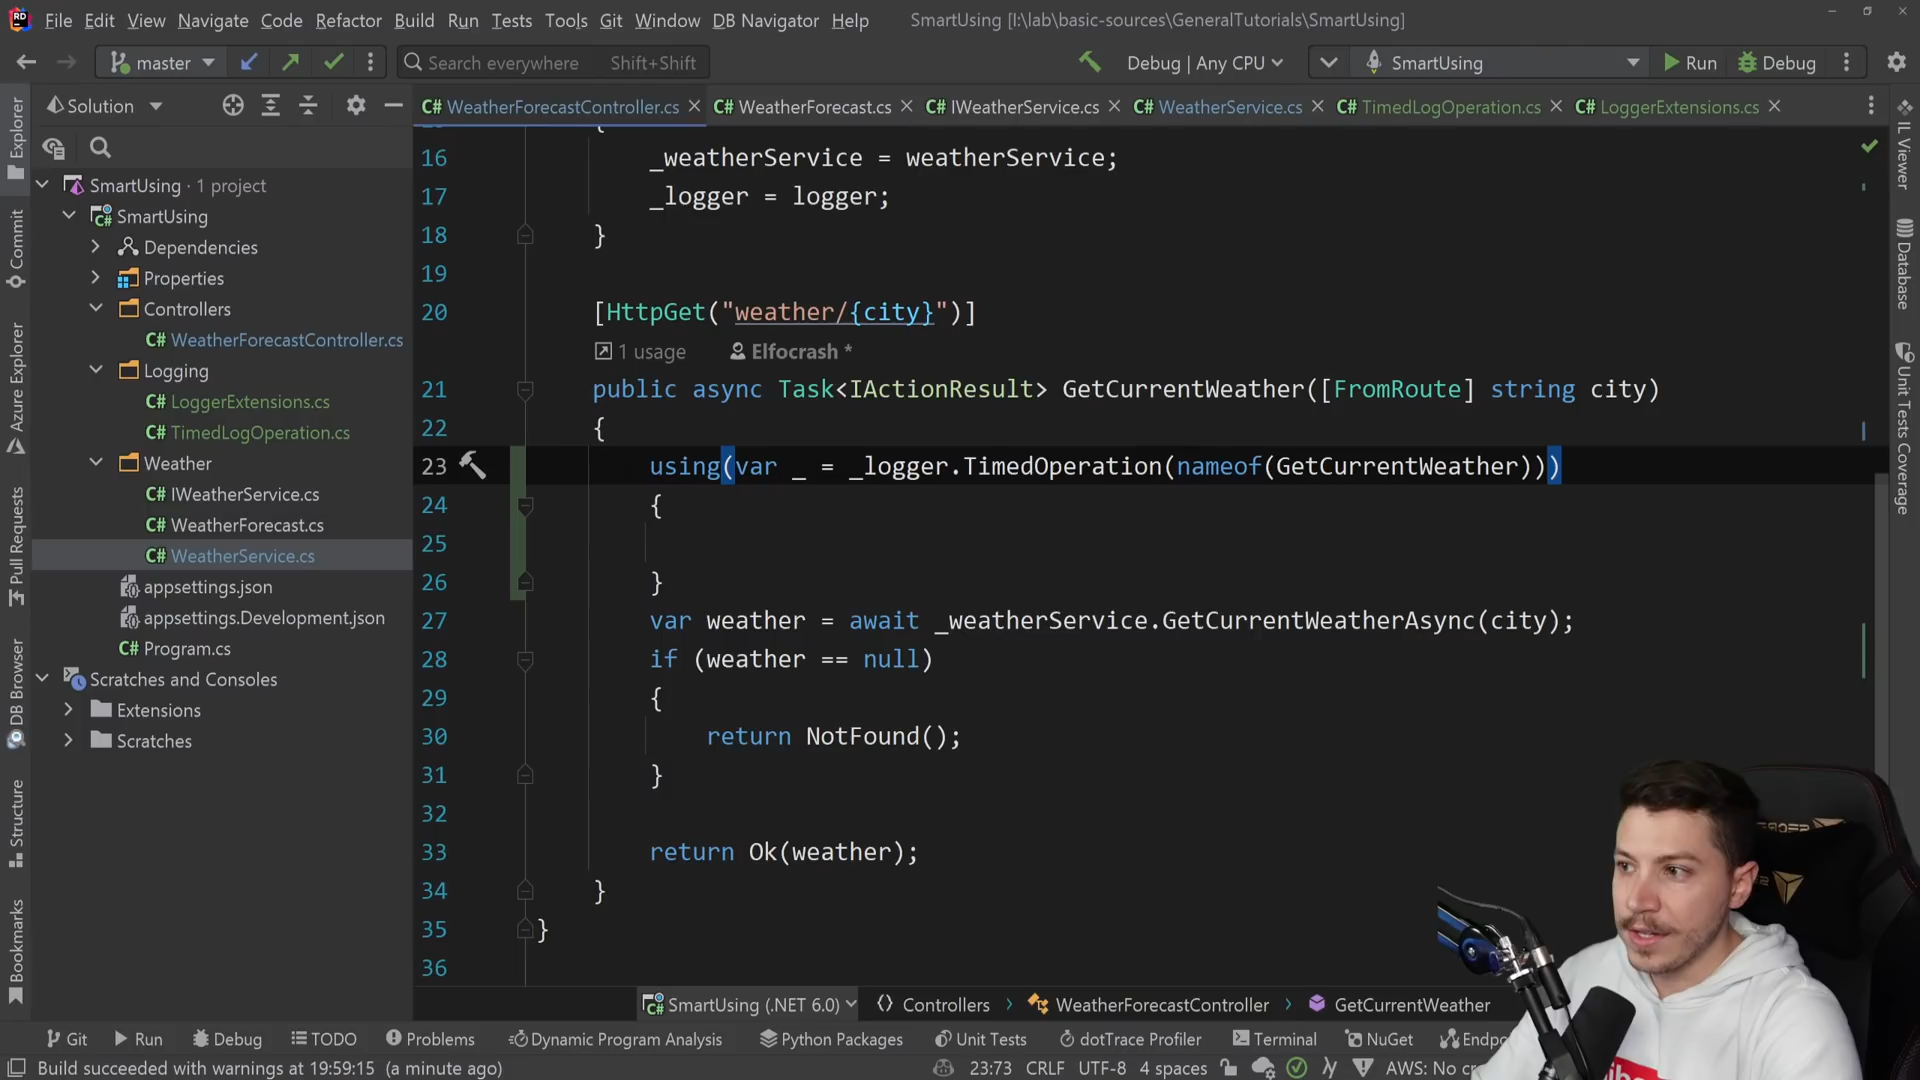 File Edit View Navigate Code Refactor Build Run Tests Tools Git Window DB Navigator Help SmartUsing [I:\lab\basic-sources\GeneralTutorials\SmartUsing]
master Search everywhere Shift+Shift Debug | Any CPU SmartUsing Run Debug
Solution WeatherForecastController.cs WeatherForecast.cs IWeatherService.cs WeatherService.cs TimedLogOperation.cs LoggerExtensions.cs
Explorer
Commit
Azure Explorer
Pull Requests
DB Browser
Structure
Bookmarks
SmartUsing · 1 project
SmartUsing
Dependencies
Properties
Controllers
C# WeatherForecastController.cs
Logging
C# LoggerExtensions.cs
C# TimedLogOperation.cs
Weather
C# IWeatherService.cs
C# WeatherForecast.cs
C# WeatherService.cs
appsettings.json
appsettings.Development.json
C# Program.cs
Scratches and Consoles
Extensions
Scratches
16 _weatherService = weatherService;
17 _logger = logger;
18 }
19
20 [HttpGet("weather/{city}")]
1 usage Elfocrash *
21 public async Task<IActionResult> GetCurrentWeather([FromRoute] string city)
22 {
23 using(var _ = _logger.TimedOperation(nameof(GetCurrentWeather)))
24 {
25
26 }
27 var weather = await _weatherService.GetCurrentWeatherAsync(city);
28 if (weather == null)
29 {
30 return NotFound();
31 }
32
33 return Ok(weather);
34 }
35 }
36
IL Viewer
Database
Unit Tests Coverage
SmartUsing (.NET 6.0) Controllers WeatherForecastController GetCurrentWeather
Git Run Debug TODO Problems Dynamic Program Analysis Python Packages Unit Tests dotTrace Profiler Terminal NuGet
Build succeeded with warnings at 19:59:15 (a minute ago) 23:73 CRLF UTF-8 4 spaces AWS: No